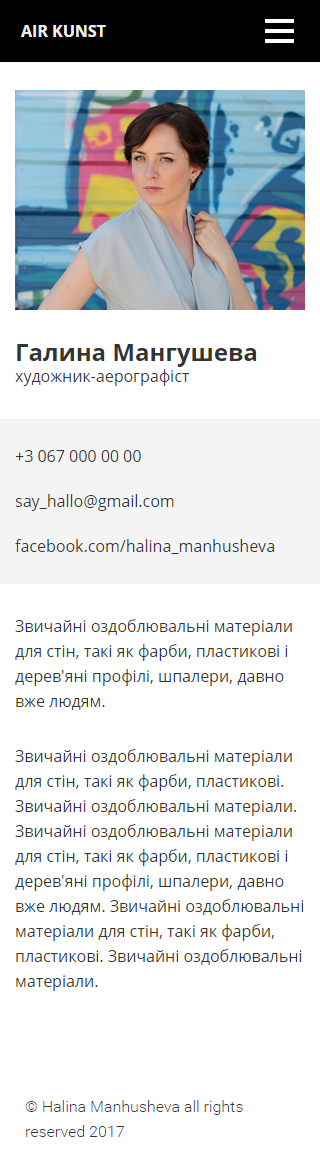 AIR KUNST
Галина Мангушева
художник-аерографіст
+3 067 000 00 00
say_hallo@gmail.com
facebook.com/halina_manhusheva
Звичайні оздоблювальні матеріали
для стін, такі як фарби, пластикові і
дерев'яні профілі, шпалери, давно
вже людям.
Звичайні оздоблювальні матеріали
для стін, такі як фарби, пластикові.
Звичайні оздоблювальні матеріали.
Звичайні оздоблювальні матеріали
для стін, такі як фарби, пластикові і
дерев'яні профілі, шпалери, давно
вже людям. Звичайні оздоблювальні
матеріали для стін, такі як фарби,
пластикові. Звичайні оздоблювальні
матеріали.
© Halina Manhusheva all rights
reserved 2017